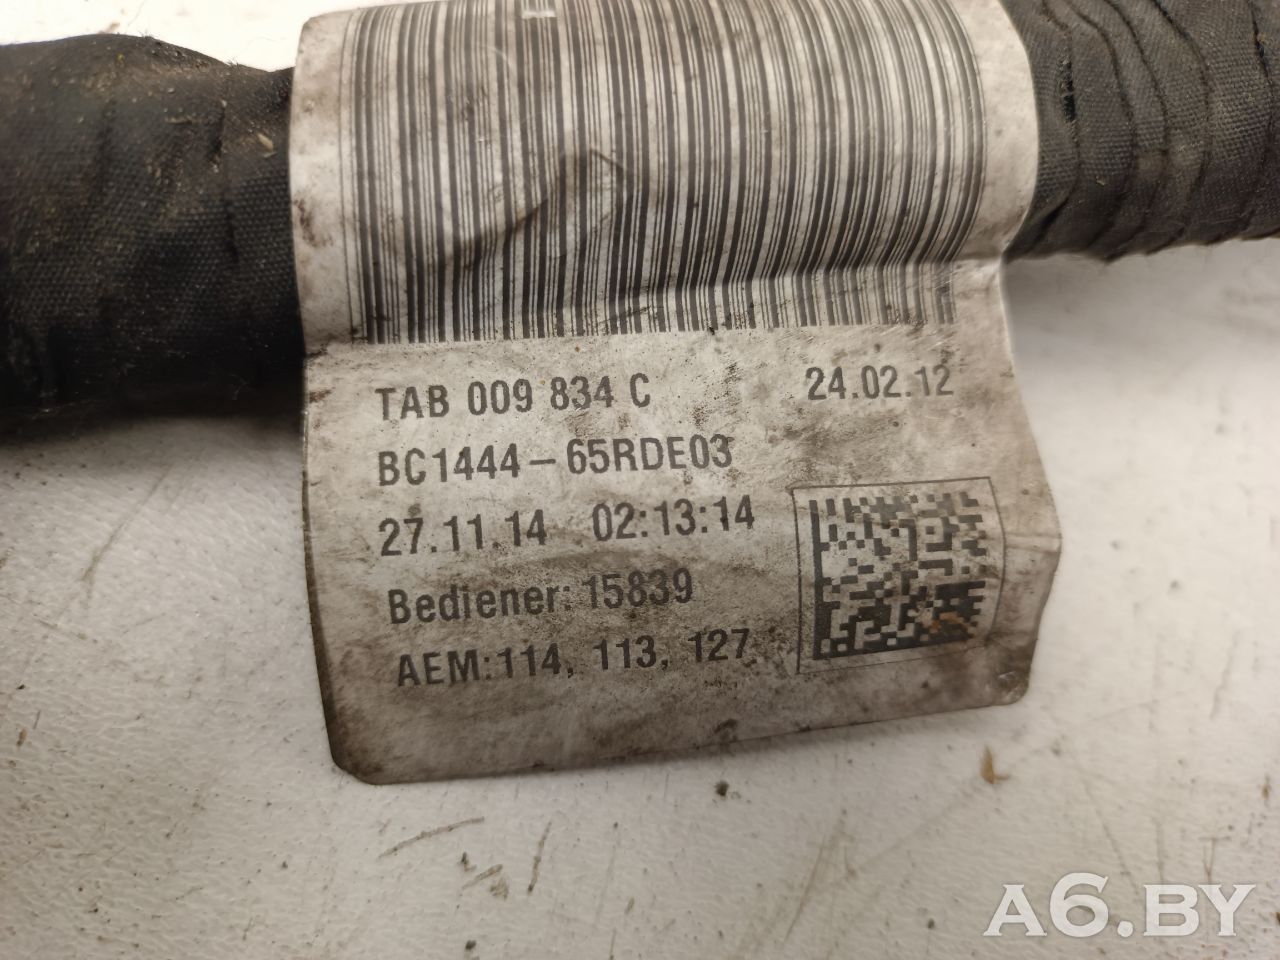 TAB 009 834 C 24.02.12
BC1444-65RDE03
27.11.14 02:13:14
Bediener: 15839
AEM: 114, 113, 127
A6.BY